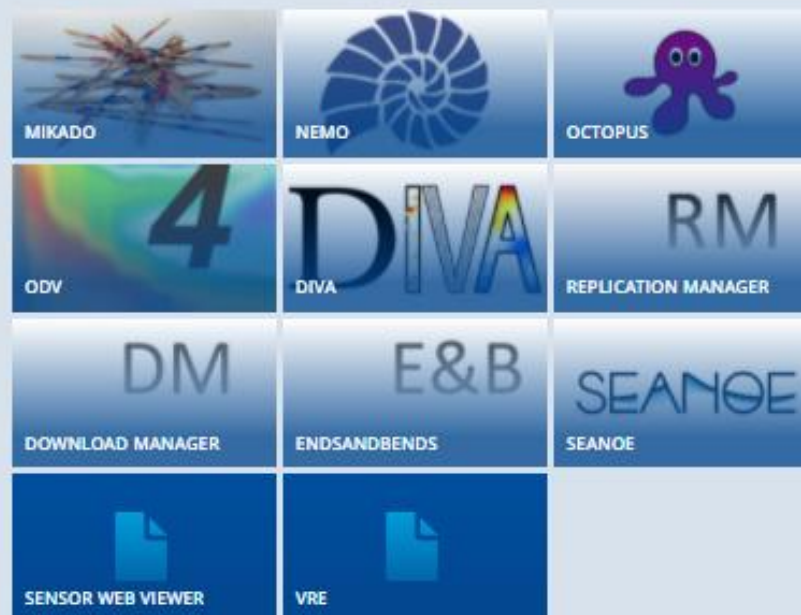 MIKADO
NEMO
OCTOPUS
4
ODV
DIVA
DIVA
RM
REPLICATION MANAGER
DM
DOWNLOAD MANAGER
E&B
ENDSANDBENDS
SEANOE
SEANOE
SENSOR WEB VIEWER
VRE